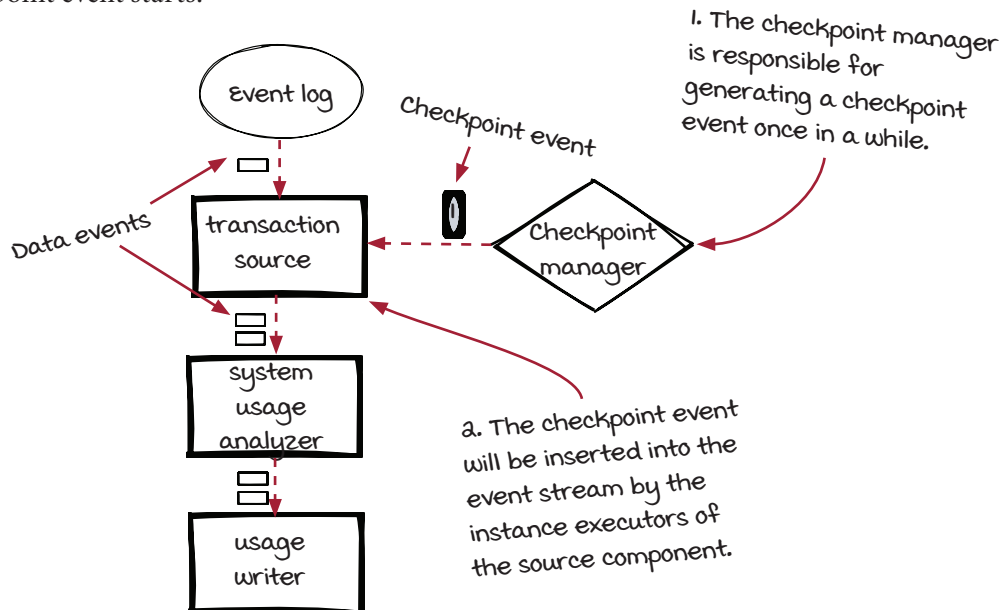 point event starts.
1. The checkpoint manager
is responsible for
generating a checkpoint
event once in a while.
Event log
Checkpoint event
Data events
transaction
source
Checkpoint
manager
system
usage
analyzer
2. The checkpoint event
will be inserted into the
event stream by the
instance executors of
the source component.
usage
writer